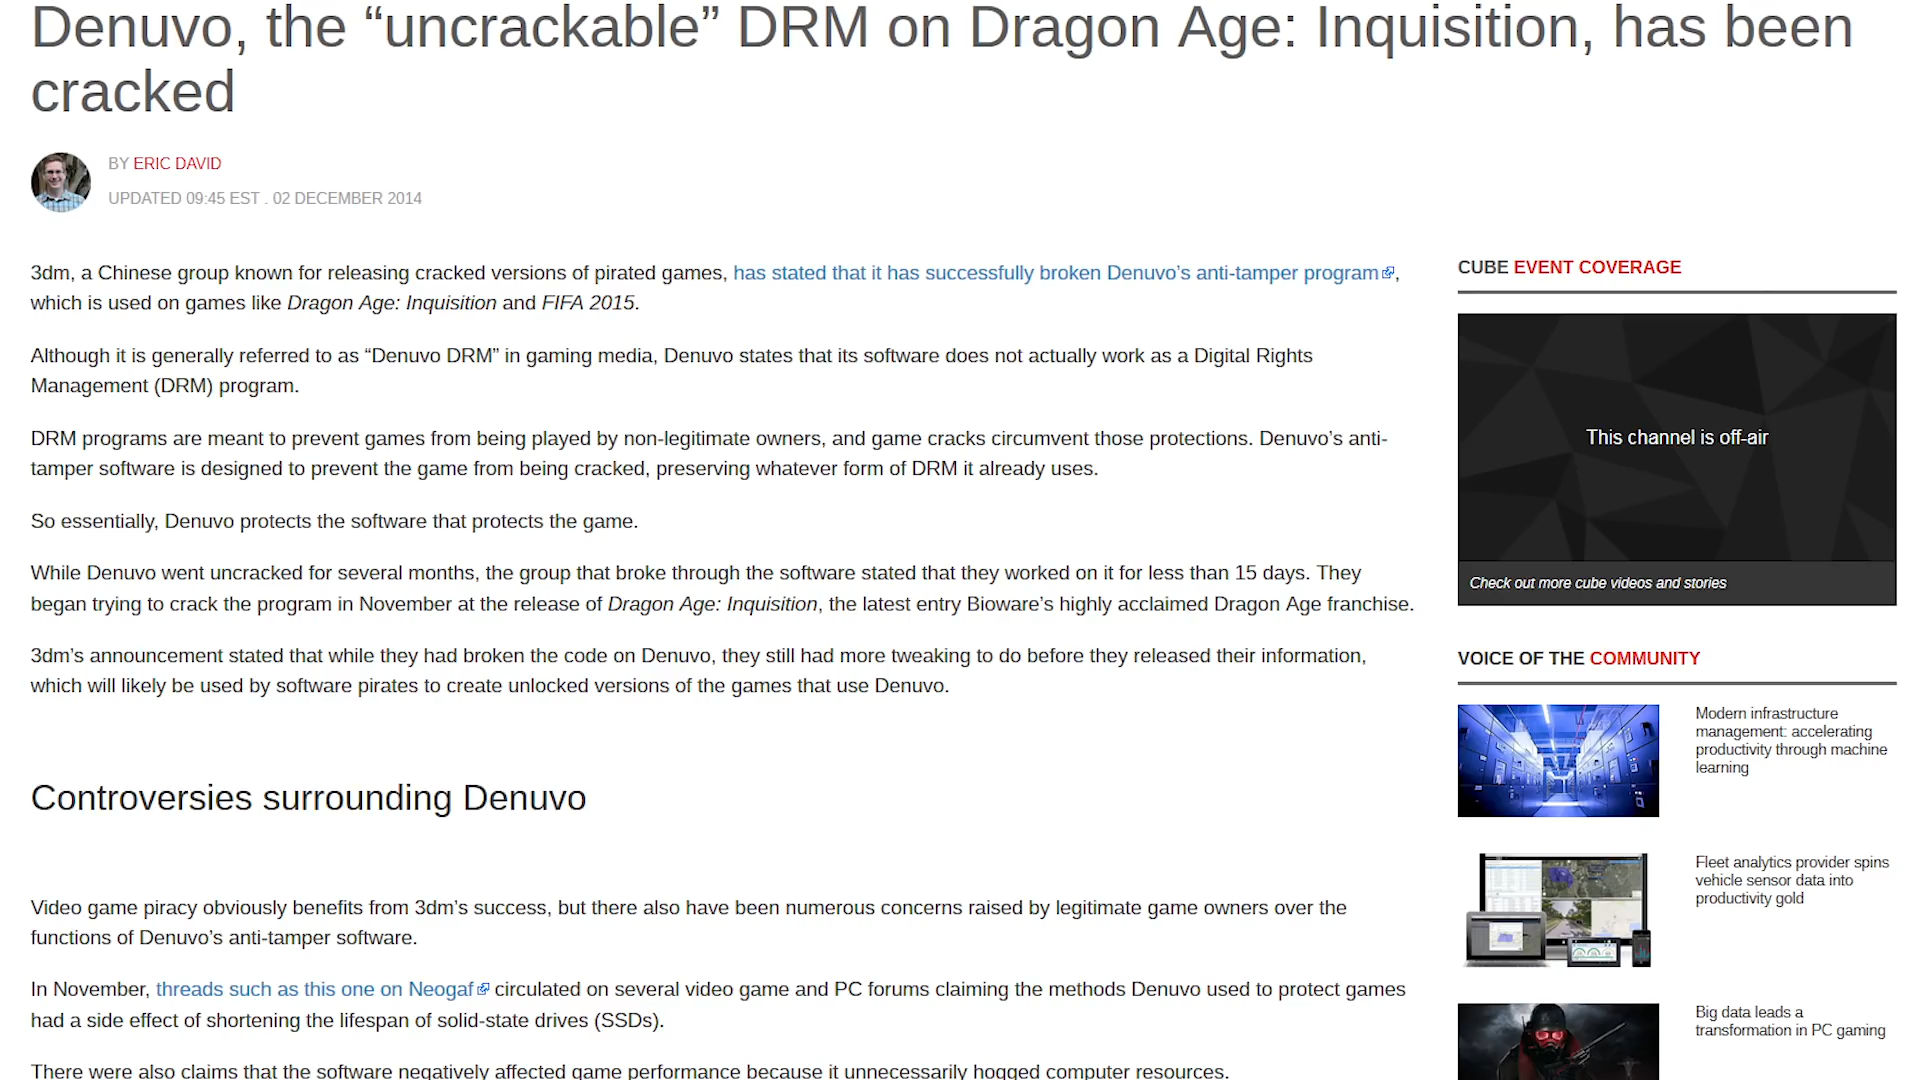 Denuvo, the “uncrackable” DRM on Dragon Age: Inquisition, has been
cracked
BY ERIC DAVID
UPDATED 09:45 EST . 02 DECEMBER 2014
3dm, a Chinese group known for releasing cracked versions of pirated games, has stated that it has successfully broken Denuvo’s anti-tamper program,
which is used on games like Dragon Age: Inquisition and FIFA 2015.
Although it is generally referred to as “Denuvo DRM” in gaming media, Denuvo states that its software does not actually work as a Digital Rights
Management (DRM) program.
DRM programs are meant to prevent games from being played by non-legitimate owners, and game cracks circumvent those protections. Denuvo’s anti-
tamper software is designed to prevent the game from being cracked, preserving whatever form of DRM it already uses.
So essentially, Denuvo protects the software that protects the game.
While Denuvo went uncracked for several months, the group that broke through the software stated that they worked on it for less than 15 days. They
began trying to crack the program in November at the release of Dragon Age: Inquisition, the latest entry Bioware’s highly acclaimed Dragon Age franchise.
3dm’s announcement stated that while they had broken the code on Denuvo, they still had more tweaking to do before they released their information,
which will likely be used by software pirates to create unlocked versions of the games that use Denuvo.
Controversies surrounding Denuvo
Video game piracy obviously benefits from 3dm’s success, but there also have been numerous concerns raised by legitimate game owners over the
functions of Denuvo’s anti-tamper software.
In November, threads such as this one on Neogaf circulated on several video game and PC forums claiming the methods Denuvo used to protect games
had a side effect of shortening the lifespan of solid-state drives (SSDs).
There were also claims that the software negatively affected game performance because it unnecessarily hogged computer resources.
CUBE EVENT COVERAGE
This channel is off-air
Check out more cube videos and stories
VOICE OF THE COMMUNITY
Modern infrastructure
management: accelerating
productivity through machine
learning
Fleet analytics provider spins
vehicle sensor data into
productivity gold
Big data leads a
transformation in PC gaming